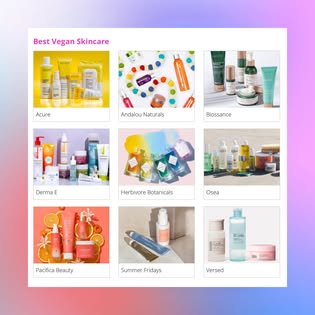 Best Vegan Skincare
Acure
Andalou Naturals
Biossance
Derma E
Herbivore Botanicals
Osea
Pacifica Beauty
Summer Fridays
Versed